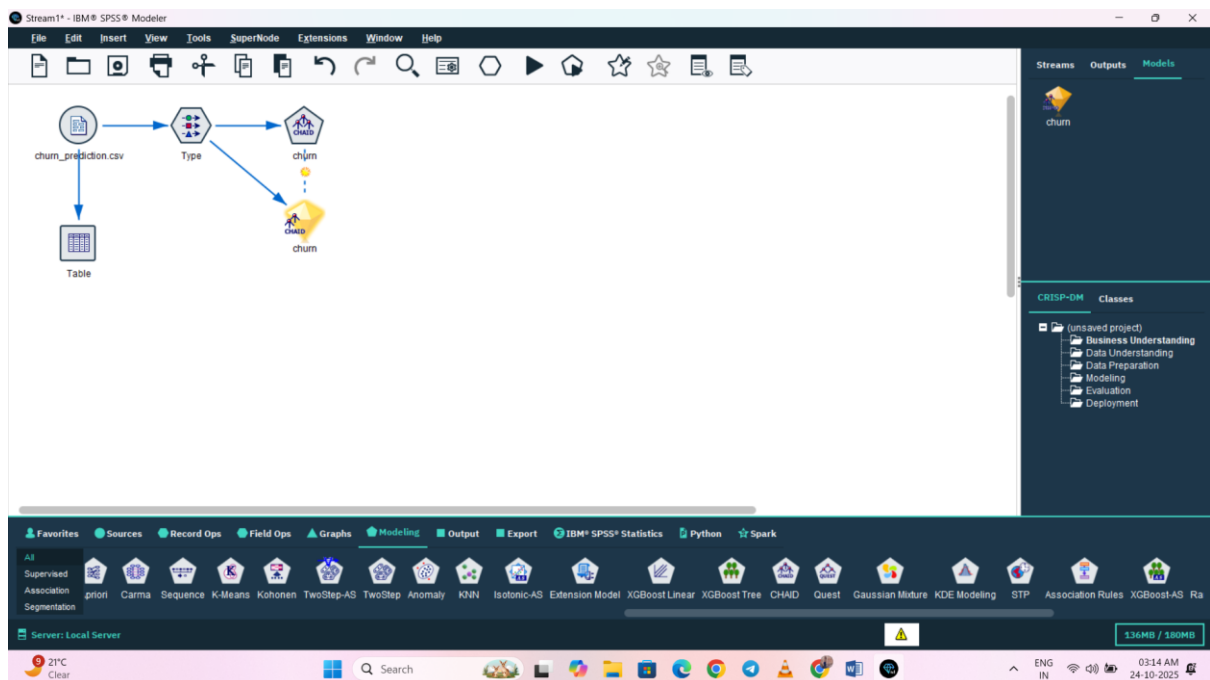 Stream1* - IBM® SPSS® Modeler
File Edit Insert View Tools SuperNode Extensions Window Help
Streams Outputs Models
churn
churn_prediction.csv
Type
CHAID
churn
CHAID
churn
Table
CRISP-DM Classes
(unsaved project)
Business Understanding
Data Understanding
Data Preparation
Modeling
Evaluation
Deployment
Favorites Sources Record Ops Field Ops Graphs Modeling Output Export IBM® SPSS® Statistics Python Spark
All
Supervised
Association
Segmentation
priori Carma Sequence K-Means Kohonen TwoStep-AS TwoStep Anomaly KNN Isotonic-AS Extension Model XGBoost Linear XGBoost Tree CHAID Quest Gaussian Mixture KDE Modeling STP Association Rules XGBoost-AS Ra
Server: Local Server
136MB / 180MB
9
21°C
Clear
Search
ENG
IN
03:14 AM
24-10-2025